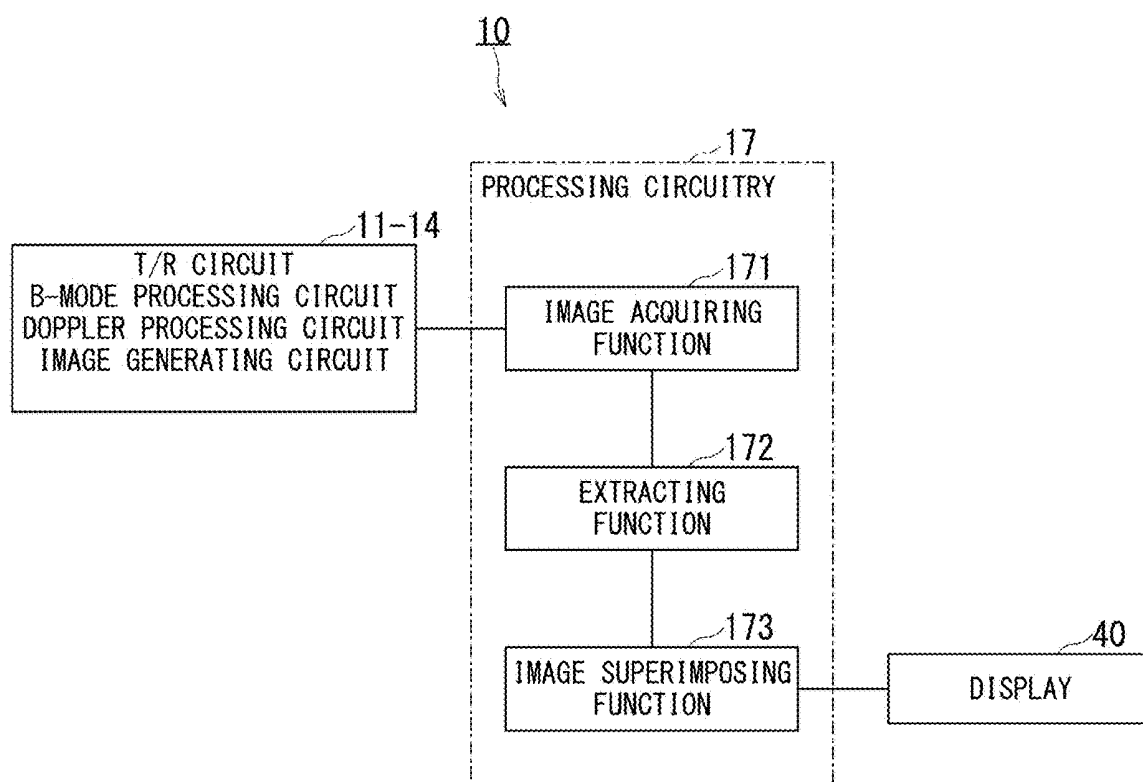 10
17
PROCESSING CIRCUITRY
11-14
T/R CIRCUIT
B-MODE PROCESSING CIRCUIT
DOPPLER PROCESSING CIRCUIT
IMAGE GENERATING CIRCUIT
171
IMAGE ACQUIRING
FUNCTION
172
EXTRACTING
FUNCTION
173
IMAGE SUPERIMPOSING
FUNCTION
40
DISPLAY